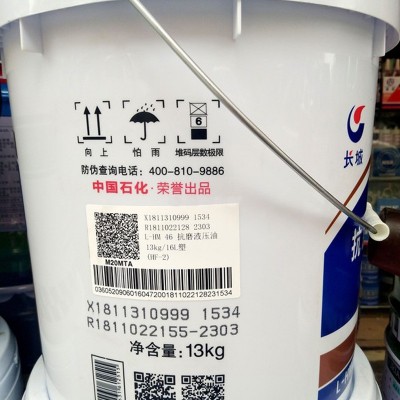 6
向上
怕雨
堆码层数极限
防伪查询电话: 400-810-9886
中国石化·荣誉出品
X1811310999 1534
R1811022128 2303
L-HM 46 抗磨液压油
13kg/16L塑
(HF-2)
M20MTA
0360520906016047200181102212823 1534
X1811310999 1534
R1811022155-2303
净含量:13kg
长城
抗
L-H